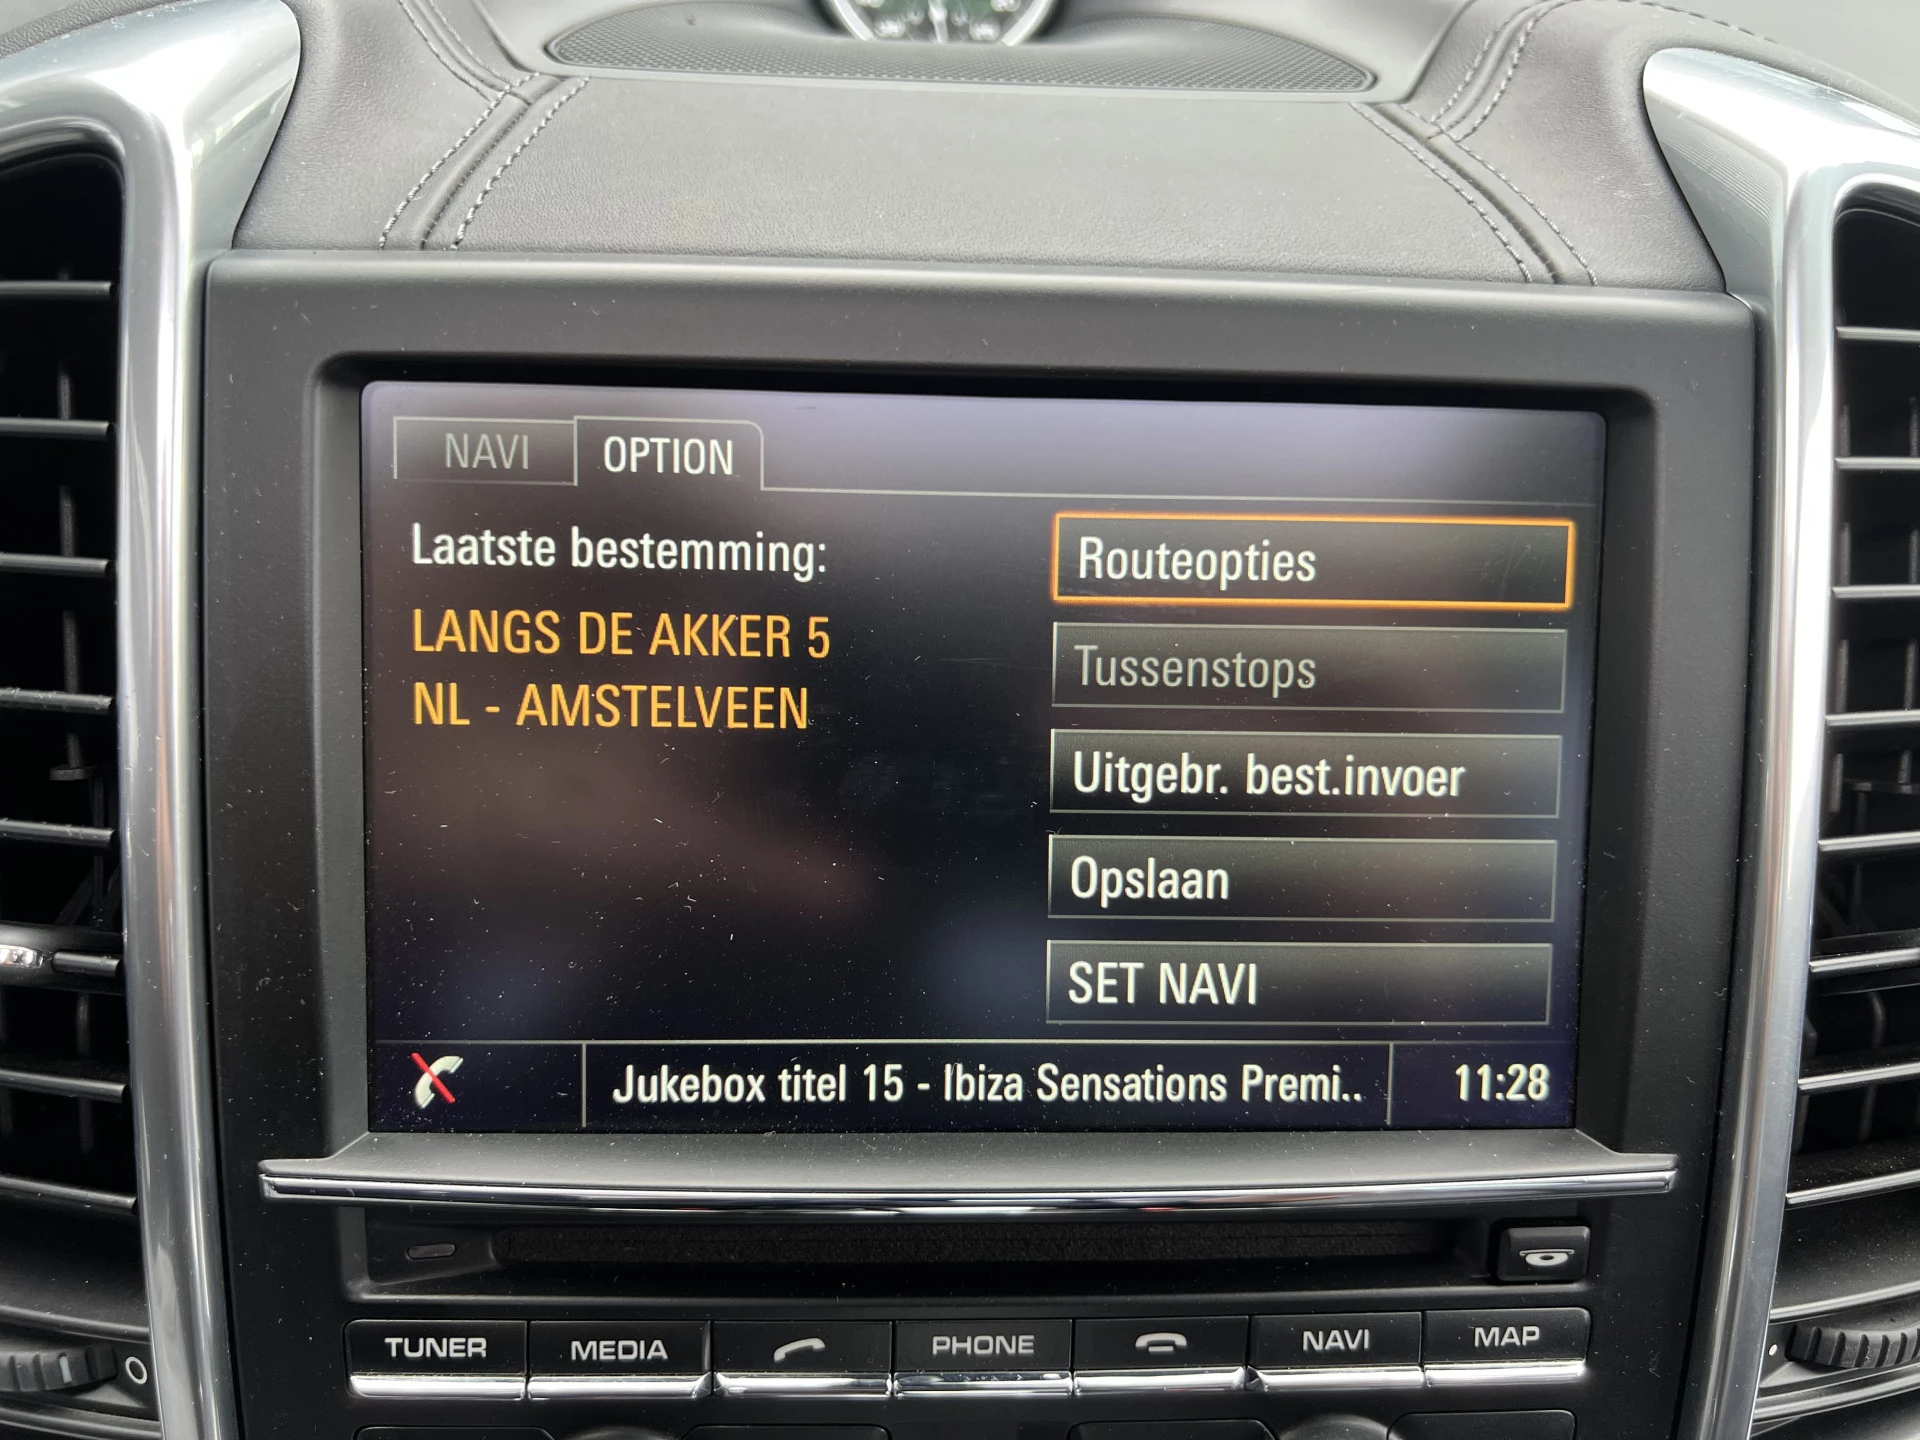 NAVI OPTION
Laatste bestemming:
LANGS DE AKKER 5
NL - AMSTELVEEN
Routeopties
Tussenstops
Uitgebr. best.invoer
Opslaan
SET NAVI
Jukebox titel 15 - Ibiza Sensations Premi.. 11:28
TUNER MEDIA PHONE NAVI MAP